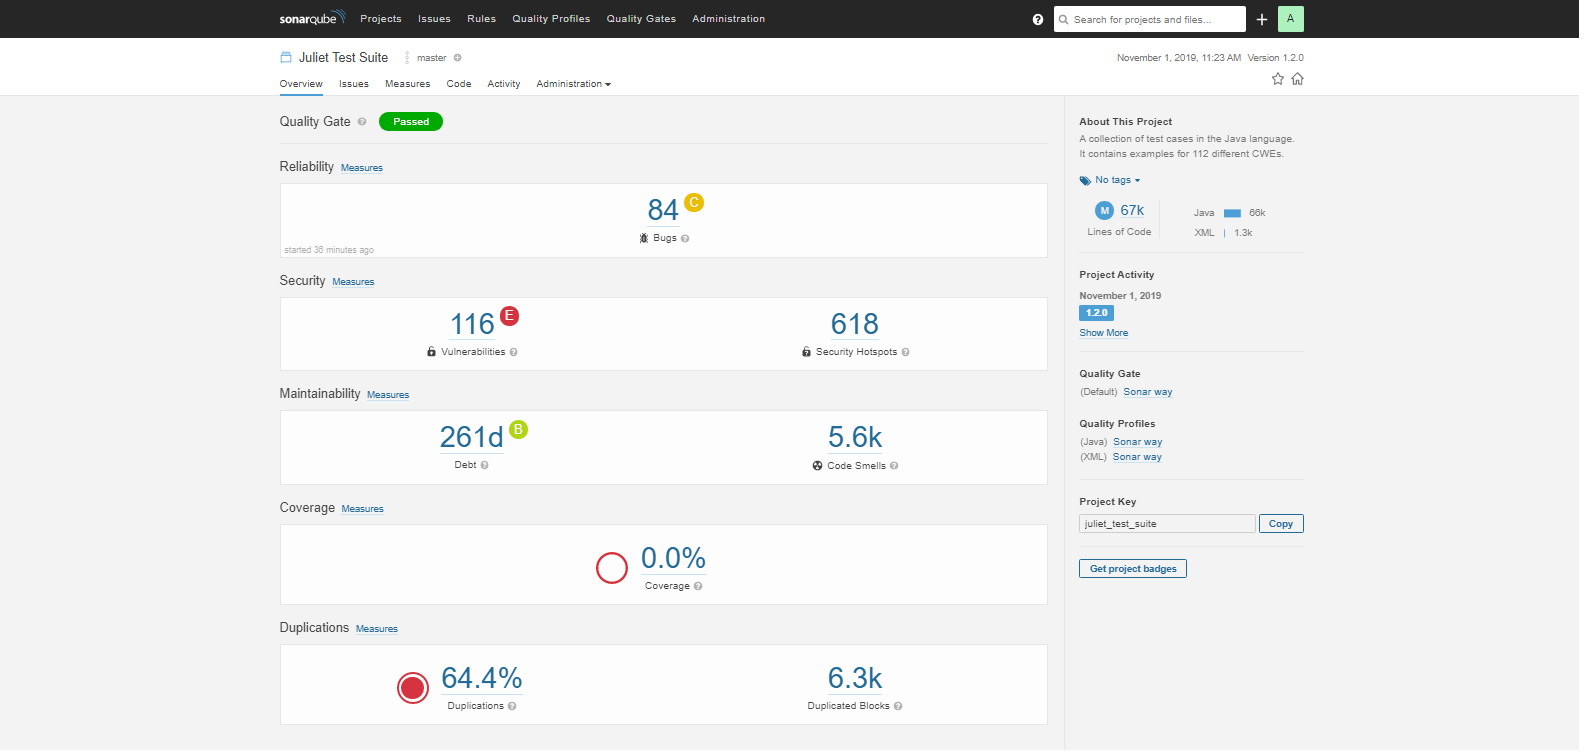 sonarqube Projects Issues Rules Quality Profiles Quality Gates Administration ? Search for projects and files... + A
Juliet Test Suite master November 1, 2019, 11:23 AM Version 1.2.0
Overview Issues Measures Code Activity Administration
Quality Gate ? Passed
Reliability Measures
84 C
Bugs ?
started 36 minutes ago
Security Measures
116 E 618
Vulnerabilities ? Security Hotspots ?
Maintainability Measures
261d B 5.6k
Debt ? Code Smells ?
Coverage Measures
0.0%
Coverage ?
Duplications Measures
64.4% 6.3k
Duplications ? Duplicated Blocks ?
About This Project
A collection of test cases in the Java language.
It contains examples for 112 different CWEs.
No tags
M 67k Java 66k
Lines of Code XML 1.3k
Project Activity
November 1, 2019
1.2.0
Show More
Quality Gate
(Default) Sonar way
Quality Profiles
(Java) Sonar way
(XML) Sonar way
Project Key
juliet_test_suite Copy
Get project badges